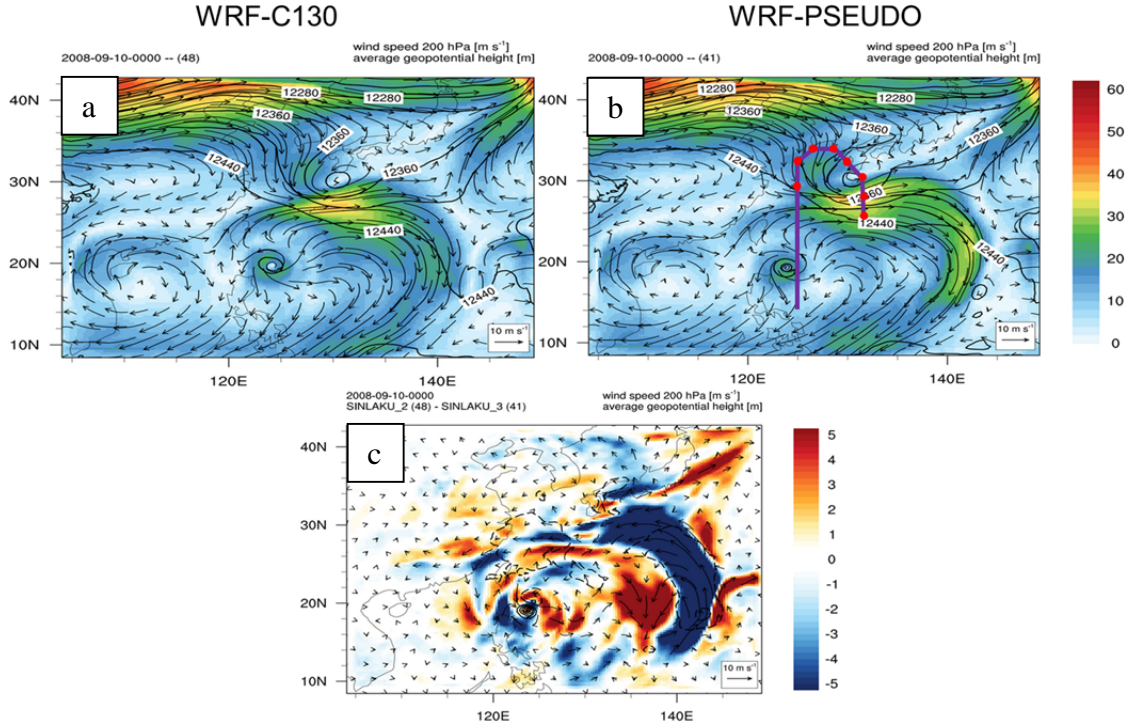 WRF-C130
WRF-PSEUDO
wind speed 200 hPa [m s⁻¹]
2008-09-10-0000 -- (48) average geopotential height [m]
wind speed 200 hPa [m s⁻¹]
2008-09-10-0000 -- (41) average geopotential height [m]
a
40N
30N
20N
10N
120E
140E
12280
12280
12360
12360
12360
12440
12440
12440
10 m s⁻¹
b
40N
30N
20N
10N
120E
140E
12280
12280
12360
12360
12360
12360
12440
12440
12440
10 m s⁻¹
60
50
40
30
20
10
0
2008-09-10-0000 wind speed 200 hPa [m s⁻¹]
SINLAKU_2 (48) - SINLAKU_3 (41) average geopotential height [m]
c
40N
30N
20N
10N
120E
140E
10 m s⁻¹
5
4
3
2
1
0
-1
-2
-3
-4
-5